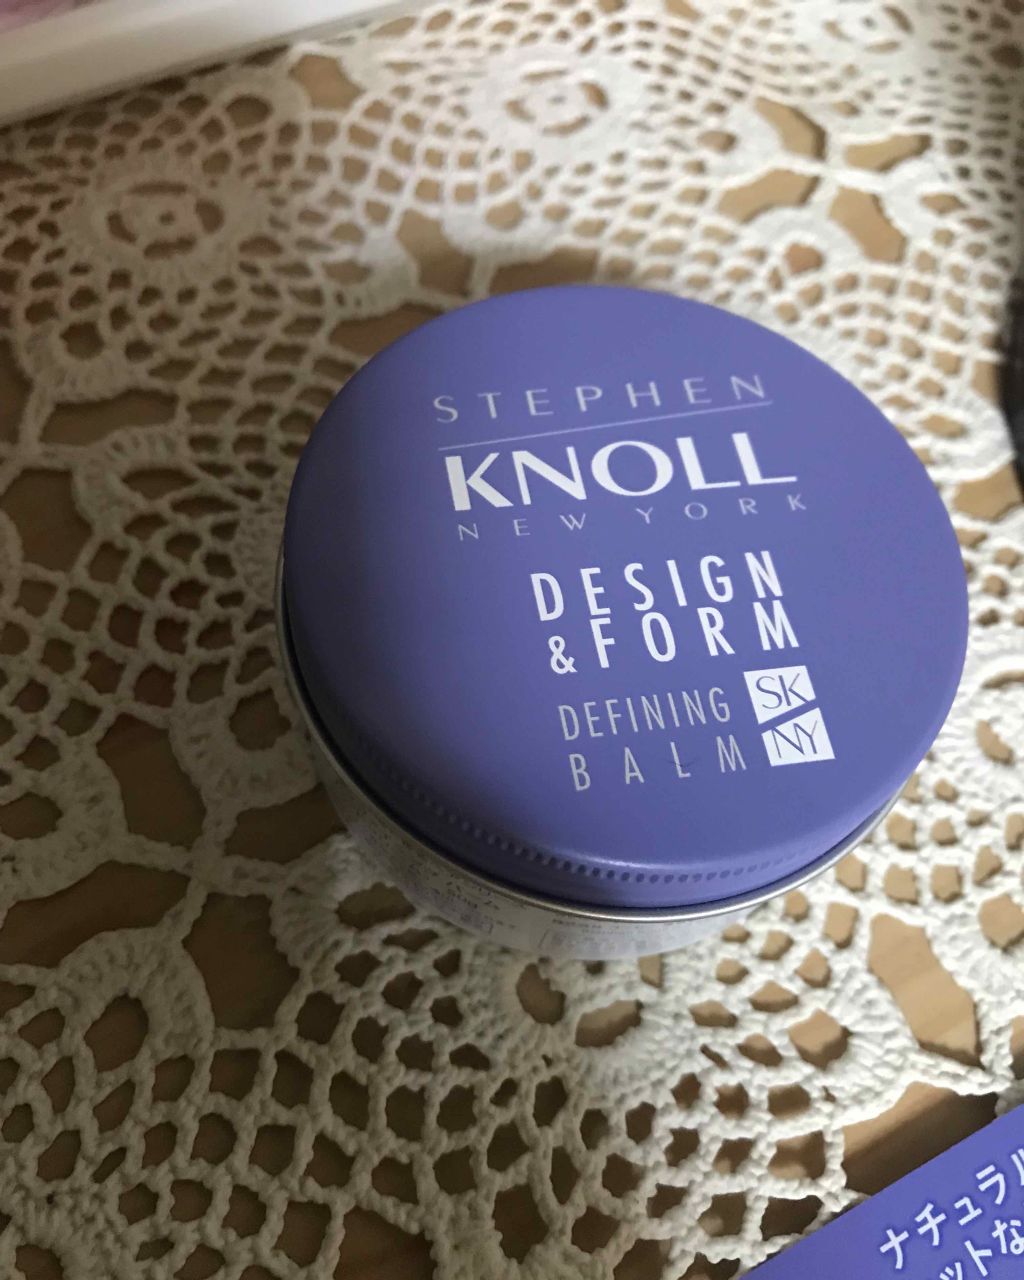 STEPHEN
KNOLL
NEW YORK
DESIGN
&FORM
DEFINING
BALM
SK
NY
ナチュラル
ットな